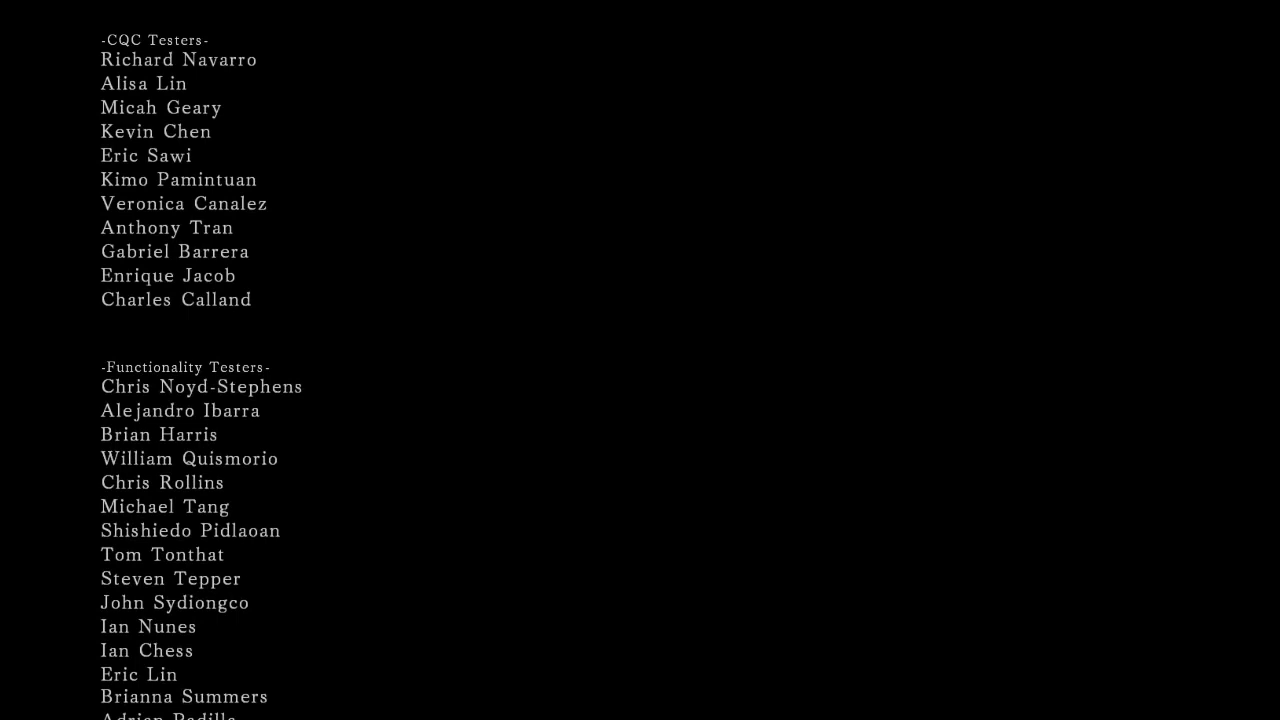 -CQC Testers-
Richard Navarro
Alisa Lin
Micah Geary
Kevin Chen
Eric Sawi
Kimo Pamintuan
Veronica Canalez
Anthony Tran
Gabriel Barrera
Enrique Jacob
Charles Calland
-Functionality Testers-
Chris Noyd-Stephens
Alejandro Ibarra
Brian Harris
William Quismorio
Chris Rollins
Michael Tang
Shishiedo Pidlaoan
Tom Tonthat
Steven Tepper
John Sydiongco
Ian Nunes
Ian Chess
Eric Lin
Brianna Summers
Adrian Padilla